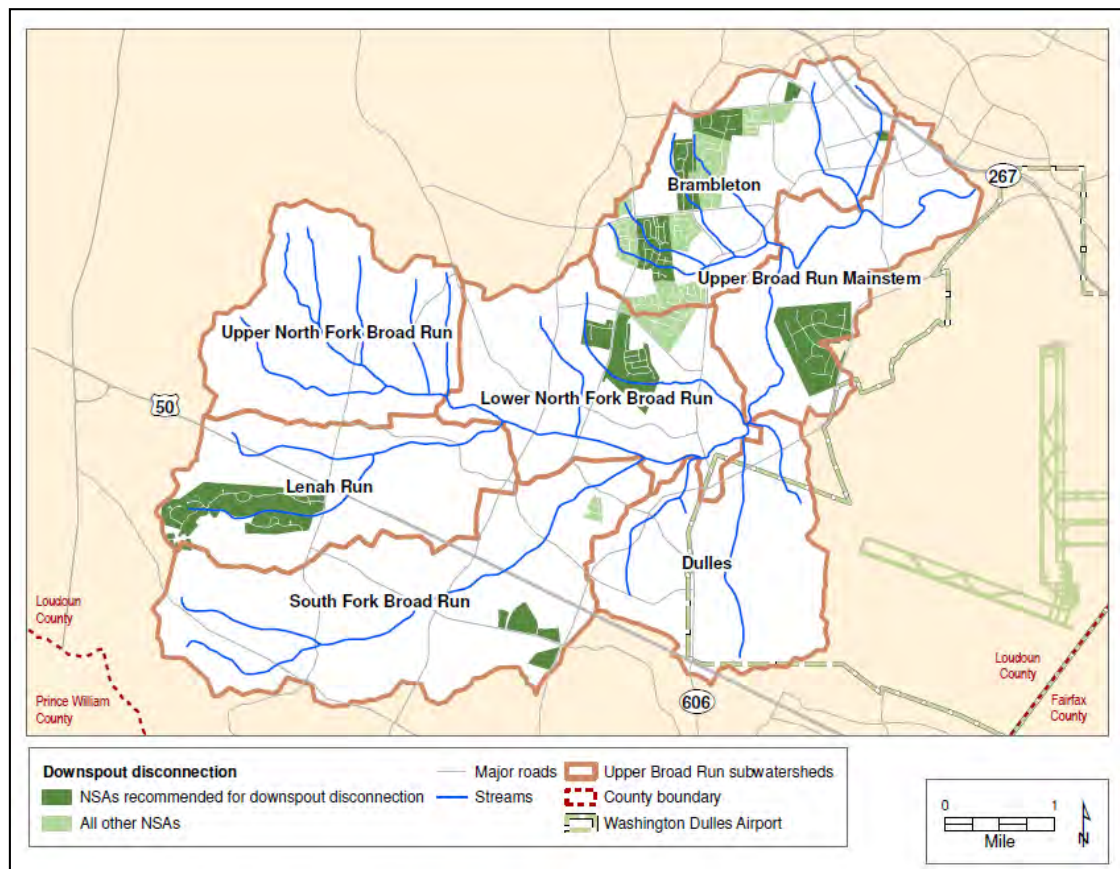 267
Brambleton
Upper Broad Run Mainstem
Upper North Fork Broad Run
Lower North Fork Broad Run
50
Lenah Run
Dulles
South Fork Broad Run
Loudoun
County
Prince William
County
606
Loudoun
County
Fairfax
County
Downspout disconnection
NSAs recommended for downspout disconnection
All other NSAs
Major roads
Streams
Upper Broad Run subwatersheds
County boundary
Washington Dulles Airport
0 1
Mile
N